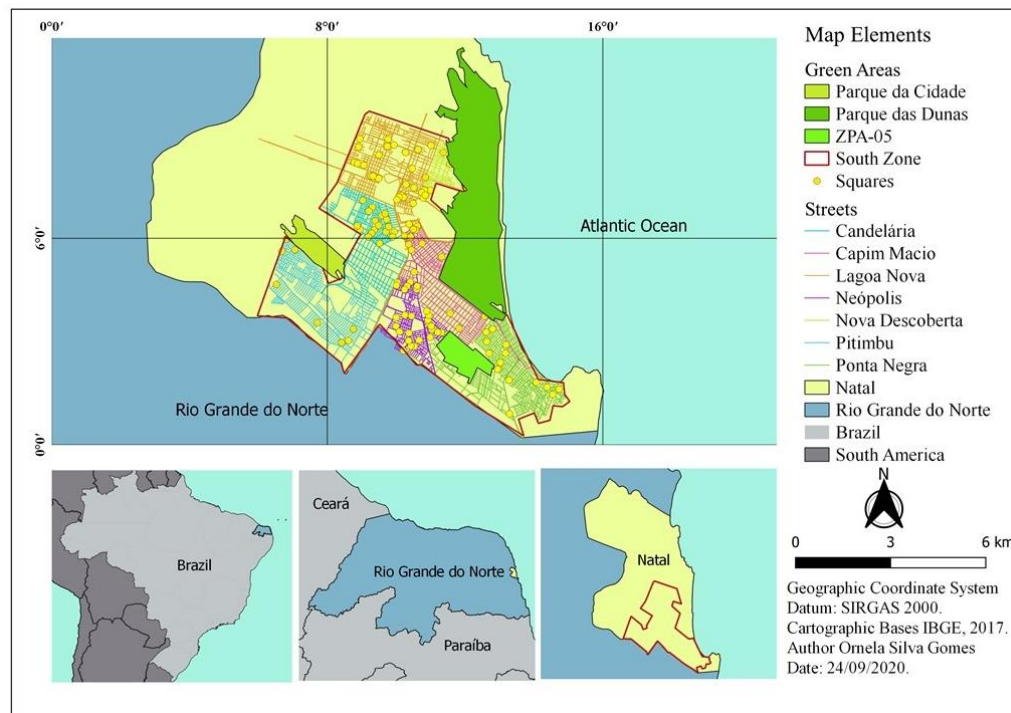 0°0′
8°0′
16°0′
6°0′
0°0′
Atlantic Ocean
Rio Grande do Norte
Map Elements
Green Areas
Parque da Cidade
Parque das Dunas
ZPA-05
South Zone
Squares
Streets
Candelária
Capim Macio
Lagoa Nova
Neópolis
Nova Descoberta
Pitimbu
Ponta Negra
Natal
Rio Grande do Norte
Brazil
South America
N
0 3 6 km
Geographic Coordinate System
Datum: SIRGAS 2000.
Cartographic Bases IBGE, 2017.
Author Ornela Silva Gomes
Date: 24/09/2020.
Brazil
Ceará
Rio Grande do Norte
Paraíba
Natal